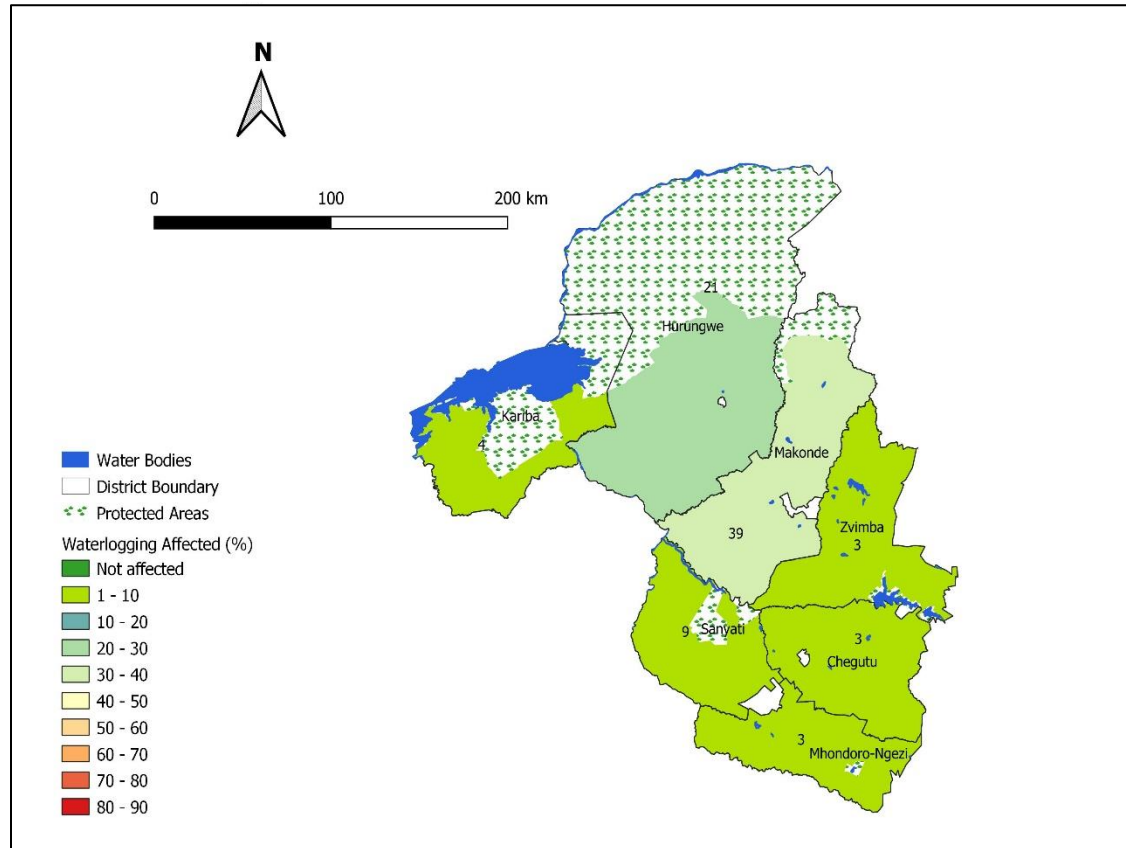 N
0 100 200 km
21
Hurungwe
Kariba
4
Makonde
39
Zvimba
3
9
Sanyati
3
Chegutu
3
Mhondoro-Ngezi
Water Bodies
District Boundary
Protected Areas
Waterlogging Affected (%)
Not affected
1 - 10
10 - 20
20 - 30
30 - 40
40 - 50
50 - 60
60 - 70
70 - 80
80 - 90